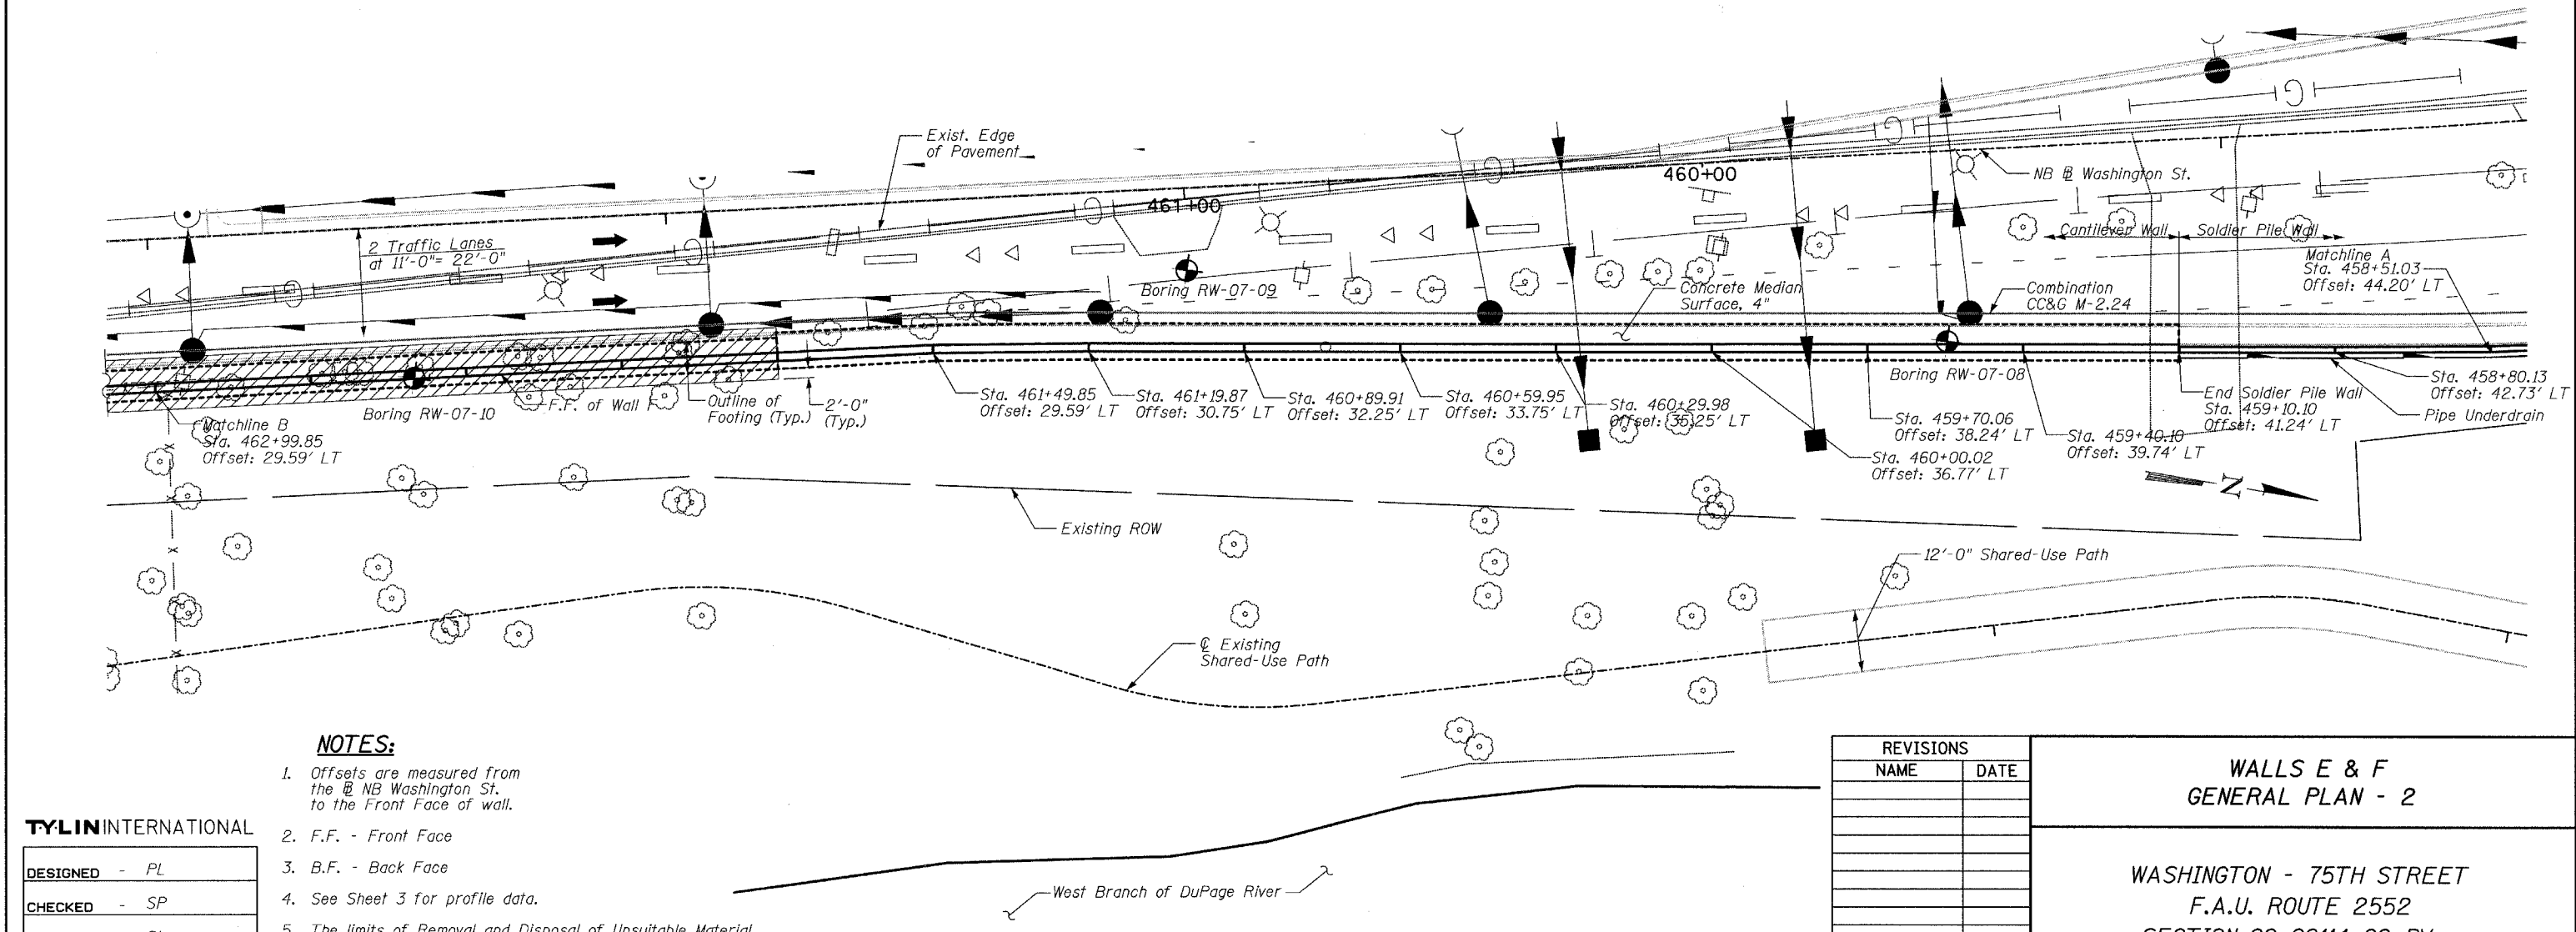 Exist. Edge
of Pavement
460+00
NB ⅊ Washington St.
461+00
2 Traffic Lanes
at 11'-0"= 22'-0"
Cantilever Wall
Soldier Pile Wall
Matchline A
Sta. 458+51.03
Offset: 44.20' LT
Boring RW-07-09
Concrete Median
Surface, 4"
Combination
CC&G M-2.24
Boring RW-07-08
Boring RW-07-10
F.F. of Wall F
Outline of
Footing (Typ.)
2'-0"
(Typ.)
Sta. 461+49.85
Offset: 29.59' LT
Sta. 461+19.87
Offset: 30.75' LT
Sta. 460+89.91
Offset: 32.25' LT
Sta. 460+59.95
Offset: 33.75' LT
Sta. 460+29.98
Offset: 35.25' LT
Sta. 460+00.02
Offset: 36.77' LT
Sta. 459+70.06
Offset: 38.24' LT
Sta. 459+40.10
Offset: 39.74' LT
End Soldier Pile Wall
Sta. 459+10.10
Offset: 41.24' LT
Sta. 458+80.13
Offset: 42.73' LT
Pipe Underdrain
Matchline B
Sta. 462+99.85
Offset: 29.59' LT
N
Existing ROW
12'-0" Shared-Use Path
℄ Existing
Shared-Use Path
West Branch of DuPage River
NOTES:
1. Offsets are measured from
the ⅊ NB Washington St.
to the Front Face of wall.
2. F.F. - Front Face
3. B.F. - Back Face
4. See Sheet 3 for profile data.
5. The limits of Removal and Disposal of Unsuitable Material
TYLININTERNATIONAL
DESIGNED - PL
CHECKED - SP
REVISIONS
NAME DATE
WALLS E & F
GENERAL PLAN - 2
WASHINGTON - 75TH STREET
F.A.U. ROUTE 2552